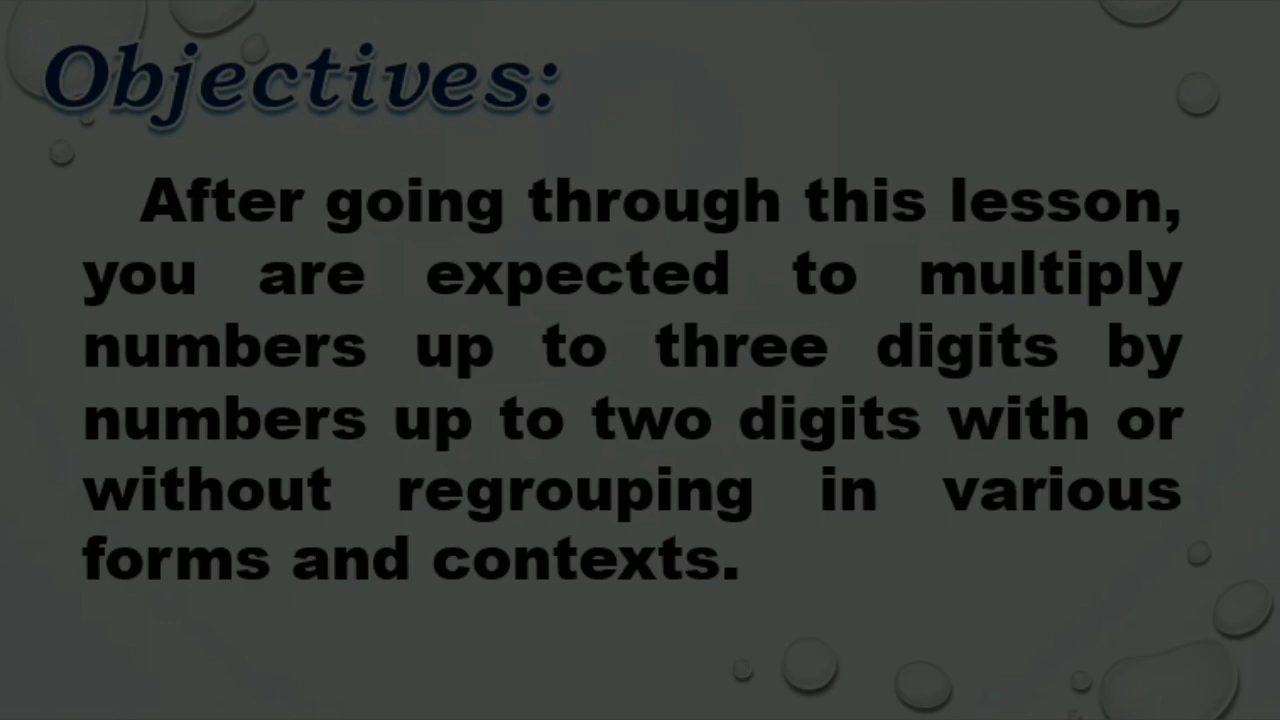 Objectives:
After going through this lesson,
you are expected to multiply
numbers up to three digits by
numbers up to two digits with or
without regrouping in various
forms and contexts.